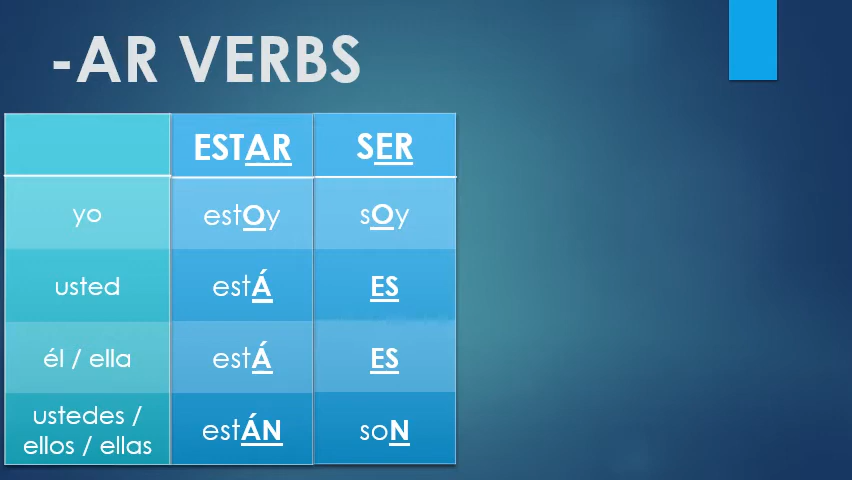 -AR VERBS
ESTAR SER
yo estOy sOy
usted estÁ ES
él / ella estÁ ES
ustedes /
ellos / ellas estÁN soN